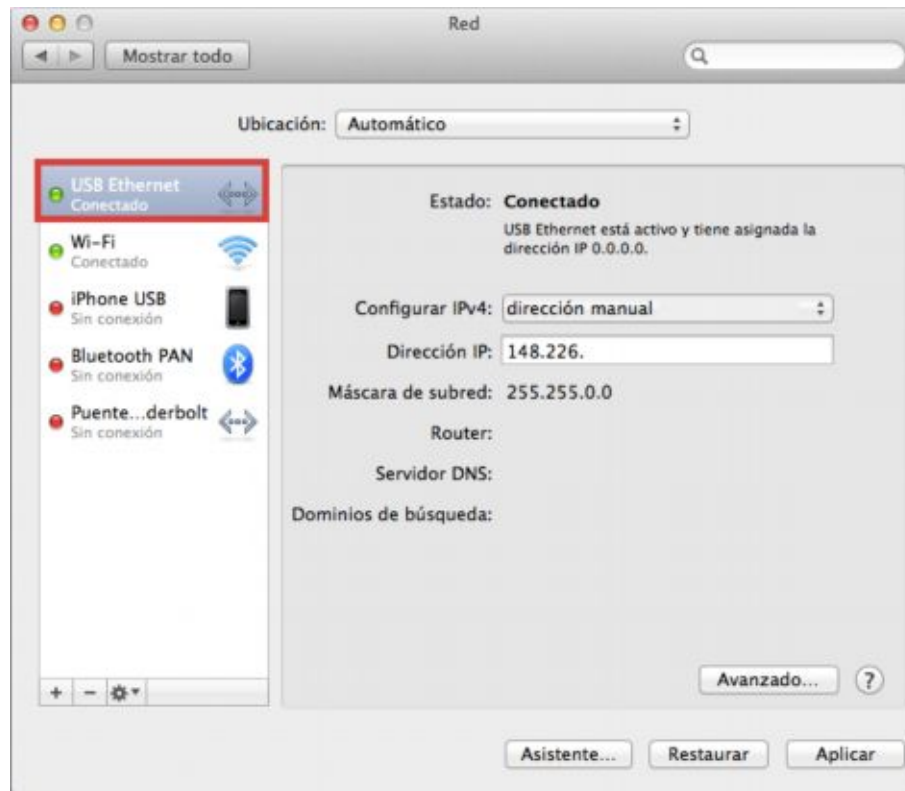 Red
Mostrar todo
Ubicación: Automático
USB Ethernet
Conectado
Wi-Fi
Conectado
iPhone USB
Sin conexión
Bluetooth PAN
Sin conexión
Puente...derbolt
Sin conexión
Estado: Conectado
USB Ethernet está activo y tiene asignada la
dirección IP 0.0.0.0.
Configurar IPv4: dirección manual
Dirección IP: 148.226.
Máscara de subred: 255.255.0.0
Router:
Servidor DNS:
Dominios de búsqueda:
Avanzado... ?
Asistente... Restaurar Aplicar